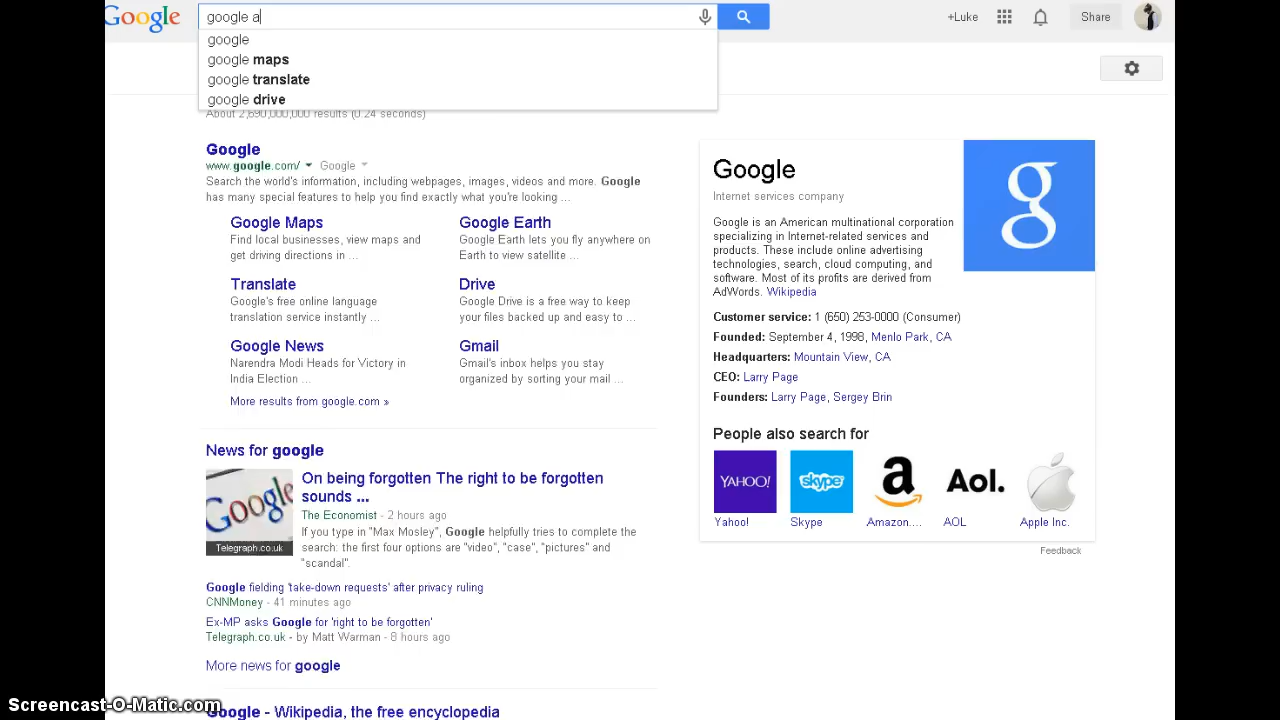 Google
google a
+Luke
Share
google
google maps
google translate
google drive
About 2,690,000,000 results (0.24 seconds)
Google
www.google.com/ Google
Search the world's information, including webpages, images, videos and more. Google
has many special features to help you find exactly what you're looking ...
Google Maps
Find local businesses, view maps and
get driving directions in ...
Google Earth
Google Earth lets you fly anywhere on
Earth to view satellite ...
Translate
Google's free online language
translation service instantly ...
Drive
Google Drive is a free way to keep
your files backed up and easy to ...
Google News
Narendra Modi Heads for Victory in
India Election ...
Gmail
Gmail's inbox helps you stay
organized by sorting your mail ...
More results from google.com »
News for google
Google
Telegraph.co.uk
On being forgotten The right to be forgotten
sounds ...
The Economist - 2 hours ago
If you type in "Max Mosley", Google helpfully tries to complete the
search: the first four options are "video", "case", "pictures" and
"scandal".
Google fielding 'take-down requests' after privacy ruling
CNNMoney - 41 minutes ago
Ex-MP asks Google for 'right to be forgotten'
Telegraph.co.uk - by Matt Warman - 8 hours ago
More news for google
Google - Wikipedia, the free encyclopedia
Google
Internet services company
g
Google is an American multinational corporation
specializing in Internet-related services and
products. These include online advertising
technologies, search, cloud computing, and
software. Most of its profits are derived from
AdWords. Wikipedia
Customer service: 1 (650) 253-0000 (Consumer)
Founded: September 4, 1998, Menlo Park, CA
Headquarters: Mountain View, CA
CEO: Larry Page
Founders: Larry Page, Sergey Brin
People also search for
YAHOO!
skype
a
Aol.
Yahoo!
Skype
Amazon....
AOL
Apple Inc.
Feedback
Screencast-O-Matic.com